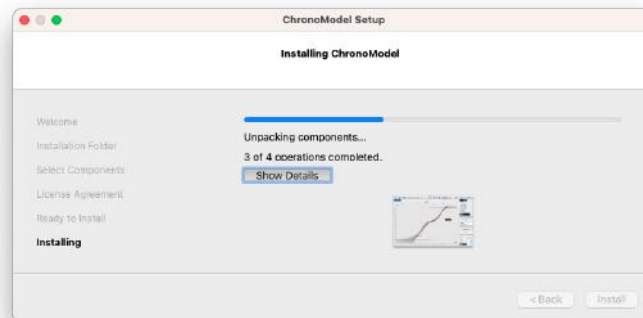 ChronoModel Setup
Installing ChronoModel
Welcome
Installation Folder
Select Components
License Agreement
Ready to Install
Installing
Unpacking components...
3 of 4 operations completed.
Show Details
< Back
Install